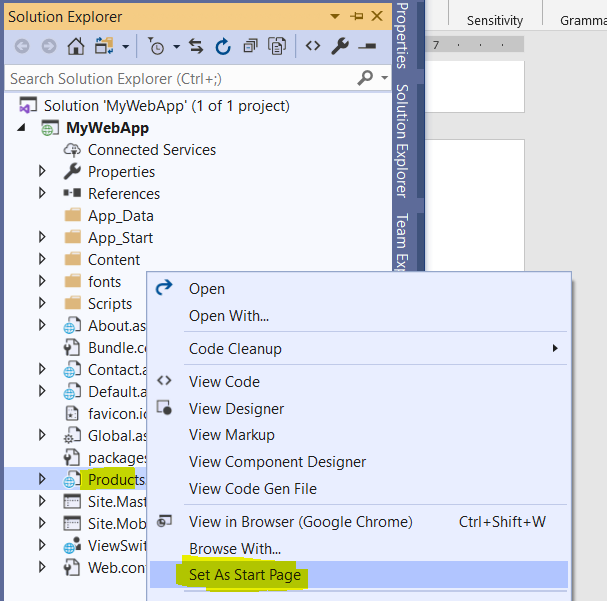 Solution Explorer
Search Solution Explorer (Ctrl+;)
Solution 'MyWebApp' (1 of 1 project)
MyWebApp
Connected Services
Properties
References
App_Data
App_Start
Content
fonts
Scripts
About.as
Bundle.co
Contact.a
Default.a
favicon.ic
Global.as
packages
Products
Site.Mast
Site.Mob
ViewSwit
Web.con
Open
Open With...
Code Cleanup
View Code
View Designer
View Markup
View Component Designer
View Code Gen File
View in Browser (Google Chrome) Ctrl+Shift+W
Browse With...
Set As Start Page
Properties
Solution Explorer
Team Exp
Sensitivity
Gramma
7